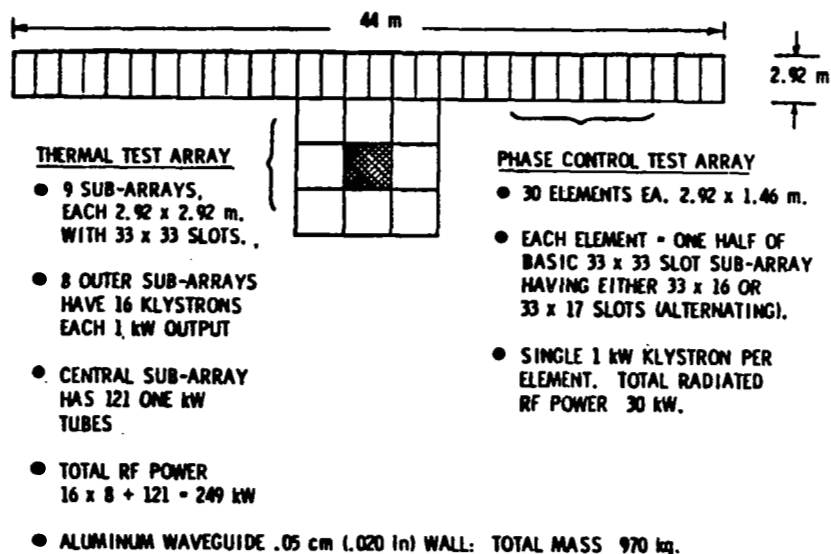 44 m
2.92 m
THERMAL TEST ARRAY
● 9 SUB-ARRAYS,
EACH 2.92 x 2.92 m.
WITH 33 x 33 SLOTS.
● 8 OUTER SUB-ARRAYS
HAVE 16 KLYSTRONS
EACH 1 kW OUTPUT
● CENTRAL SUB-ARRAY
HAS 121 ONE kW
TUBES
● TOTAL RF POWER
16 x 8 + 121 = 249 kW
PHASE CONTROL TEST ARRAY
● 30 ELEMENTS EA. 2.92 x 1.46 m.
● EACH ELEMENT = ONE HALF OF
BASIC 33 x 33 SLOT SUB-ARRAY
HAVING EITHER 33 x 16 OR
33 x 17 SLOTS (ALTERNATING).
● SINGLE 1 kW KLYSTRON PER
ELEMENT. TOTAL RADIATED
RF POWER 30 kW.
● ALUMINUM WAVEGUIDE .05 cm (.020 in) WALL: TOTAL MASS 970 kg.